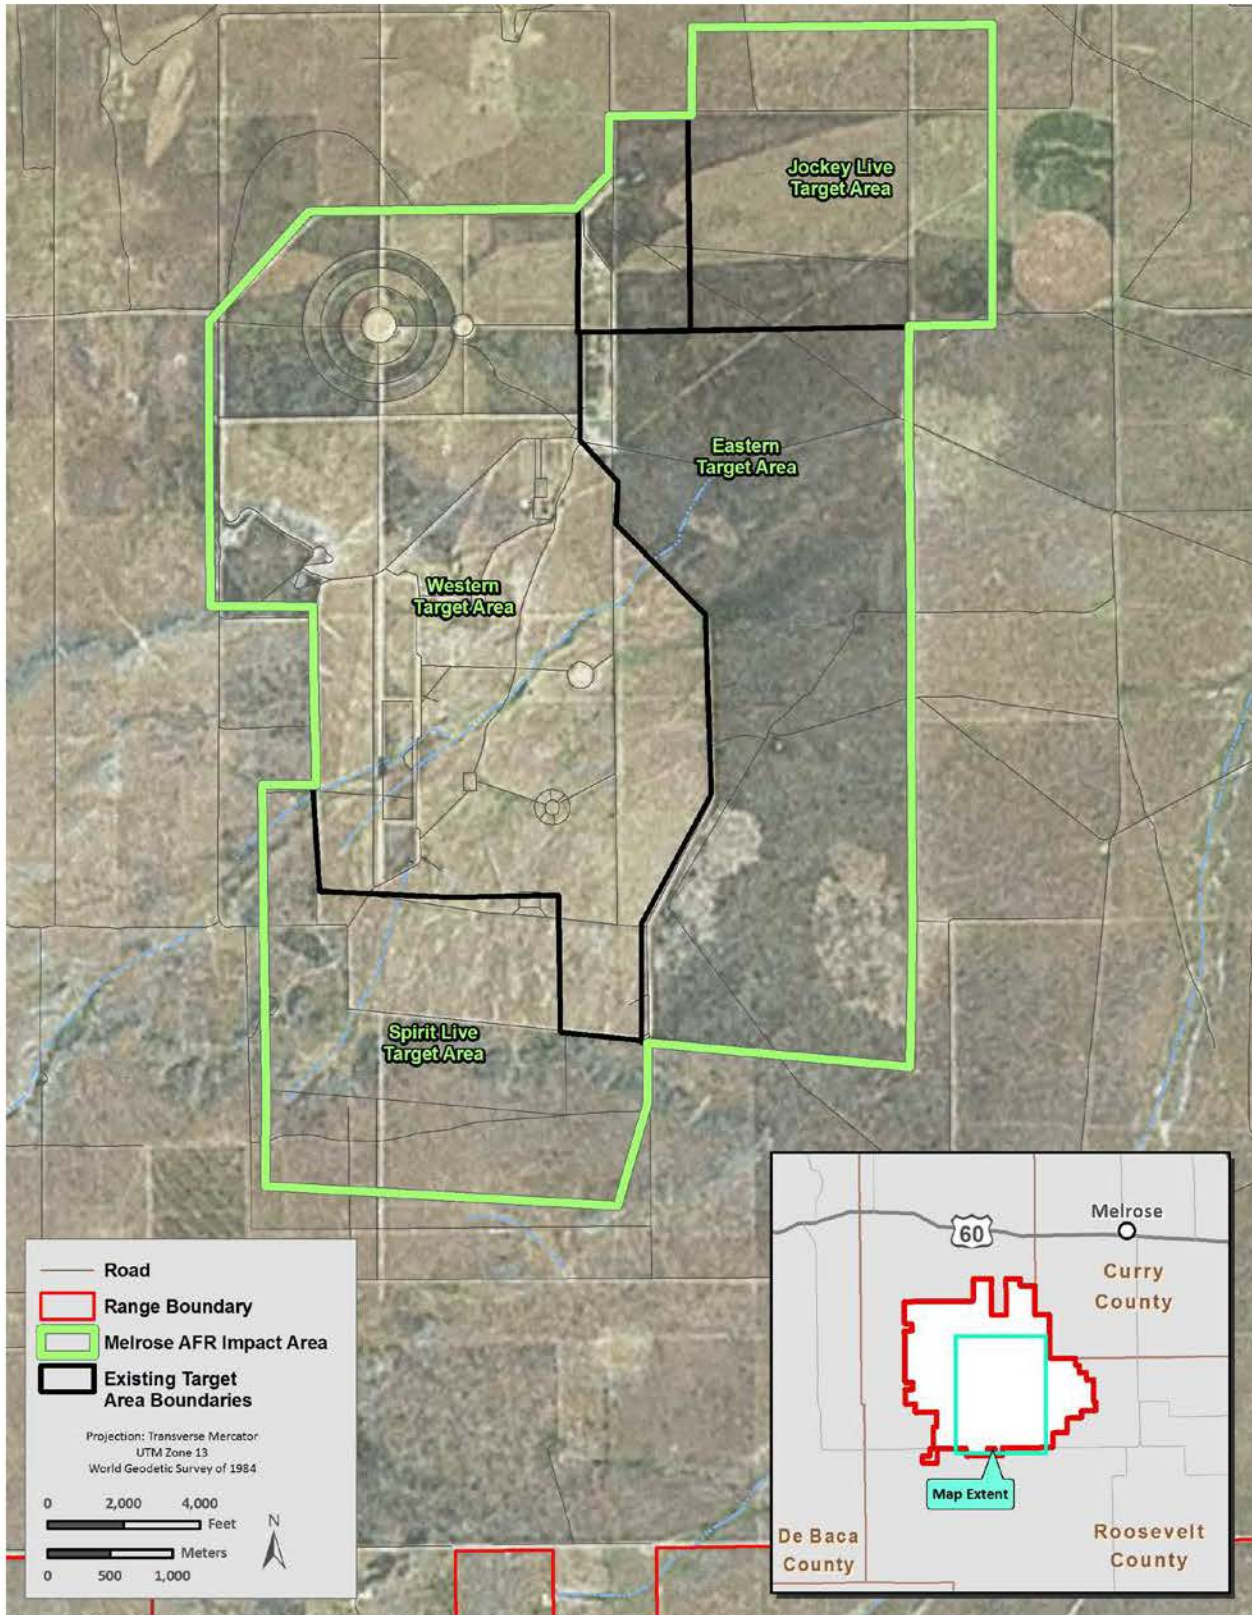 Jockey Live
Target Area
Eastern
Target Area
Western
Target Area
Spirit Live
Target Area
Road
Range Boundary
Melrose AFR Impact Area
Existing Target
Area Boundaries
Projection: Transverse Mercator
UTM Zone 13
World Geodetic Survey of 1984
0 2,000 4,000
Feet
Meters
0 500 1,000
N
Melrose
60
Curry
County
Map Extent
De Baca
County
Roosevelt
County